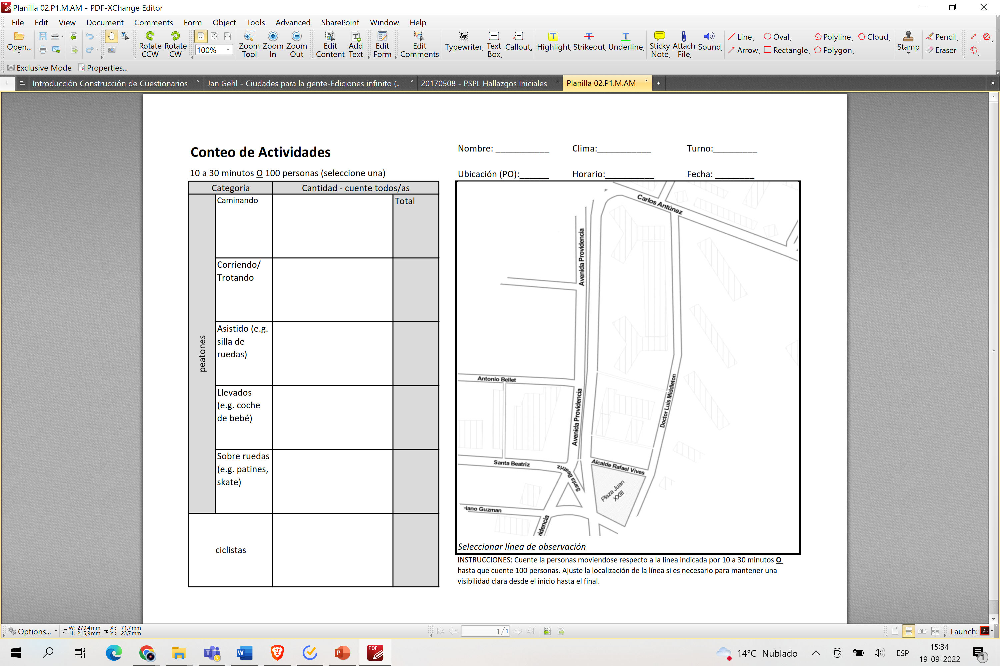 Planilla 02.P1.M.AM - PDF-XChange Editor
File Edit View Document Comments Form Object Tools Advanced SharePoint Window Help
Open...
Rotate CCW
Rotate CW
100%
Zoom Tool
Zoom In
Zoom Out
Edit Content
Add Text
Edit Form
Edit Comments
Typewriter
Text Box
Callout
Highlight
Strikeout
Underline
Sticky Note
Attach File
Sound
Line
Arrow
Oval
Rectangle
Polyline
Polygon
Cloud
Stamp
Pencil
Eraser
Exclusive Mode Properties...
Introducción Construcción de Cuestionarios
Jan Gehl - Ciudades para la gente-Ediciones infinito (..
20170508 - PSPL Hallazgos Iniciales
Planilla 02.P1.M.AM
Conteo de Actividades
10 a 30 minutos O 100 personas (seleccione una)
Nombre: ___________ Clima:___________ Turno:_________
Ubicación (PO):______ Horario:__________ Fecha: ________
Categoría
Cantidad - cuente todos/as
peatones
Caminando
Total
Corriendo/
Trotando
Asistido (e.g.
silla de
ruedas)
Llevados
(e.g. coche
de bebé)
Sobre ruedas
(e.g. patines,
skate)
ciclistas
Carlos Antúnez
Avenida Providencia
Antonio Bellet
Avenida Providencia
Doctor Luis Middleton
Santa Beatriz
Santa Beatriz
Alcalde Rafael Vives
Plaza Juan
XXIII
iano Guzman
videncia
Seleccionar línea de observación
INSTRUCCIONES: Cuente la personas moviendose respecto a la línea indicada por 10 a 30 minutos O
hasta que cuente 100 personas. Ajuste la localización de la línea si es necesario para mantener una
visibilidad clara desde el inicio hasta el final.
Options...
W: 279,4 mm
H: 215,9 mm
X: 71,7 mm
Y: 23,7 mm
1/1
Launch:
14°C Nublado
ESP
15:34
19-09-2022
1